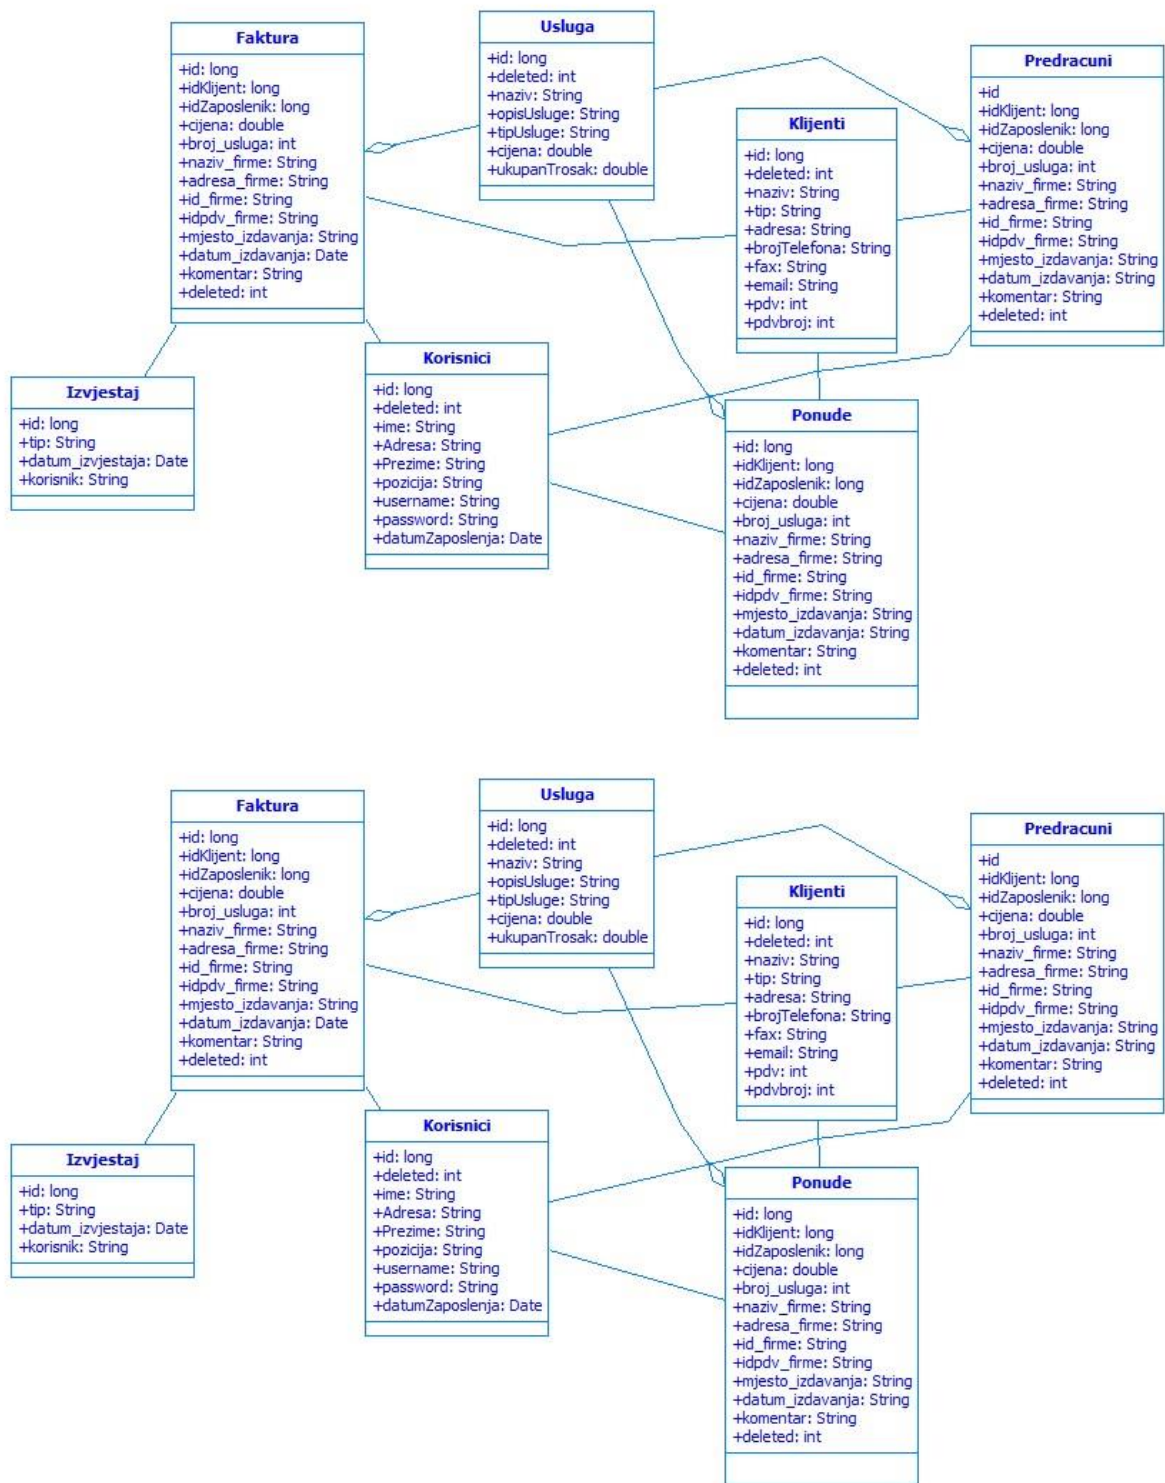 Faktura
+id: long
+idKlijent: long
+idZaposlenik: long
+cijena: double
+broj_usluga: int
+naziv_firme: String
+adresa_firme: String
+id_firme: String
+idpdv_firme: String
+mjesto_izdavanja: String
+datum_izdavanja: Date
+komentar: String
+deleted: int
Usluga
+id: long
+deleted: int
+naziv: String
+opisUsluge: String
+tipUsluge: String
+cijena: double
+ukupanTrosak: double
Klijenti
+id: long
+deleted: int
+naziv: String
+tip: String
+adresa: String
+brojTelefona: String
+fax: String
+email: String
+pdv: int
+pdvbroj: int
Predracuni
+id
+idKlijent: long
+idZaposlenik: long
+cijena: double
+broj_usluga: int
+naziv_firme: String
+adresa_firme: String
+id_firme: String
+idpdv_firme: String
+mjesto_izdavanja: String
+datum_izdavanja: String
+komentar: String
+deleted: int
Izvjestaj
+id: long
+tip: String
+datum_izvjestaja: Date
+korisnik: String
Korisnici
+id: long
+deleted: int
+ime: String
+Adresa: String
+Prezime: String
+pozicija: String
+username: String
+password: String
+datumZaposlenja: Date
Ponude
+id: long
+idKlijent: long
+idZaposlenik: long
+cijena: double
+broj_usluga: int
+naziv_firme: String
+adresa_firme: String
+id_firme: String
+idpdv_firme: String
+mjesto_izdavanja: String
+datum_izdavanja: String
+komentar: String
+deleted: int
Faktura
+id: long
+idKlijent: long
+idZaposlenik: long
+cijena: double
+broj_usluga: int
+naziv_firme: String
+adresa_firme: String
+id_firme: String
+idpdv_firme: String
+mjesto_izdavanja: String
+datum_izdavanja: Date
+komentar: String
+deleted: int
Usluga
+id: long
+deleted: int
+naziv: String
+opisUsluge: String
+tipUsluge: String
+cijena: double
+ukupanTrosak: double
Klijenti
+id: long
+deleted: int
+naziv: String
+tip: String
+adresa: String
+brojTelefona: String
+fax: String
+email: String
+pdv: int
+pdvbroj: int
Predracuni
+id
+idKlijent: long
+idZaposlenik: long
+cijena: double
+broj_usluga: int
+naziv_firme: String
+adresa_firme: String
+id_firme: String
+idpdv_firme: String
+mjesto_izdavanja: String
+datum_izdavanja: String
+komentar: String
+deleted: int
Izvjestaj
+id: long
+tip: String
+datum_izvjestaja: Date
+korisnik: String
Korisnici
+id: long
+deleted: int
+ime: String
+Adresa: String
+Prezime: String
+pozicija: String
+username: String
+password: String
+datumZaposlenja: Date
Ponude
+id: long
+idKlijent: long
+idZaposlenik: long
+cijena: double
+broj_usluga: int
+naziv_firme: String
+adresa_firme: String
+id_firme: String
+idpdv_firme: String
+mjesto_izdavanja: String
+datum_izdavanja: String
+komentar: String
+deleted: int